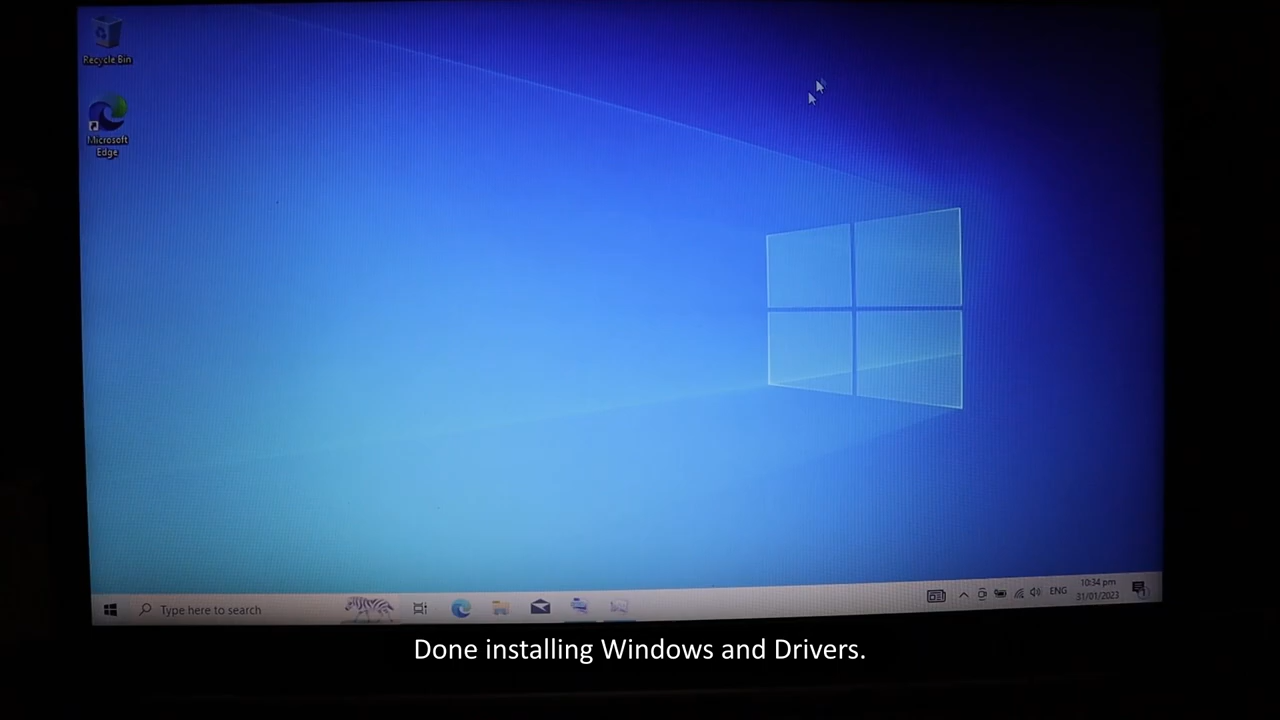 Recycle Bin
Microsoft
Edge
Type here to search
ENG
10:34 pm
31/01/2023
Done installing Windows and Drivers.